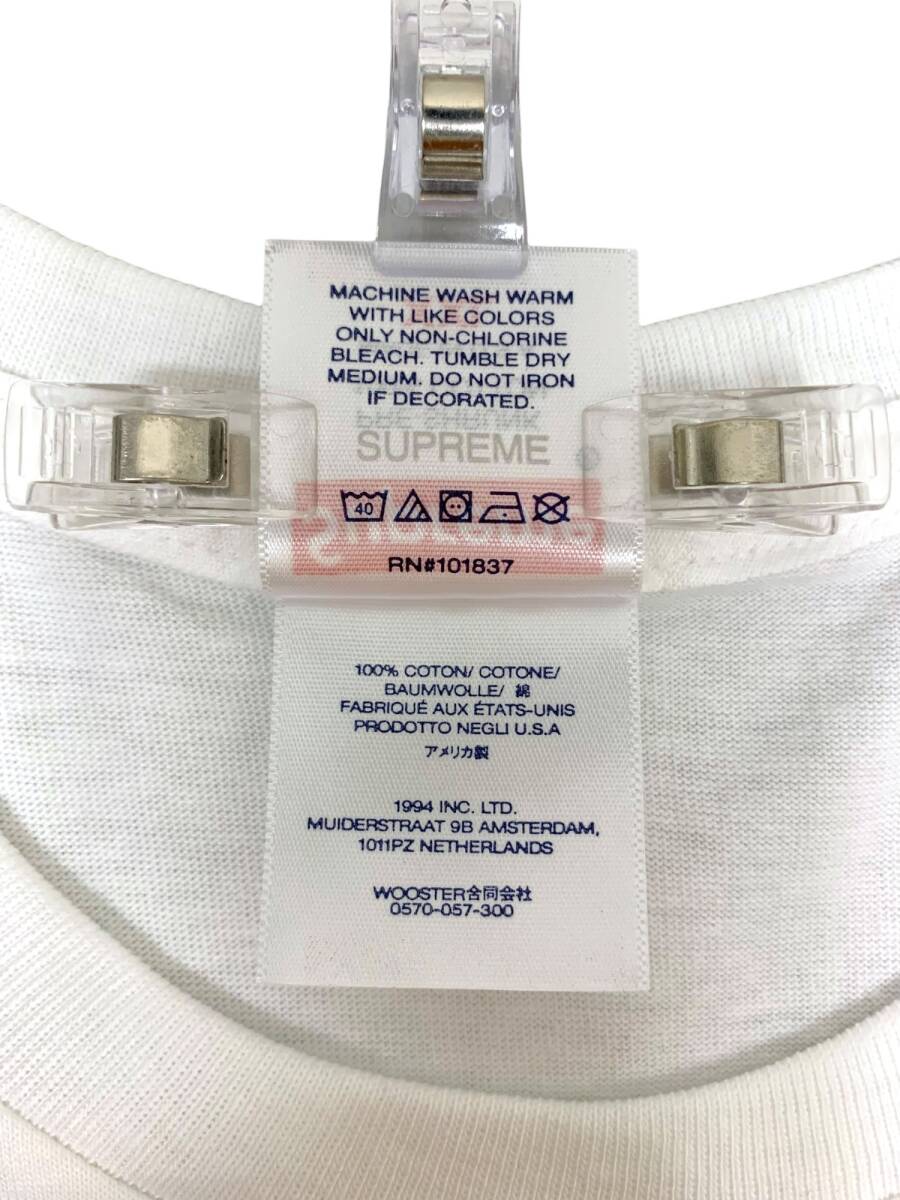 MACHINE WASH WARM
WITH LIKE COLORS
ONLY NON-CHLORINE
BLEACH. TUMBLE DRY
MEDIUM. DO NOT IRON
IF DECORATED.
SUPREME
40
RN#101837
100% COTON/ COTONE/
BAUMWOLLE/ 綿
FABRIQUÉ AUX ÉTATS-UNIS
PRODOTTO NEGLI U.S.A
アメリカ製
1994 INC. LTD.
MUIDERSTRAAT 9B AMSTERDAM,
1011PZ NETHERLANDS
WOOSTER合同会社
0570-057-300